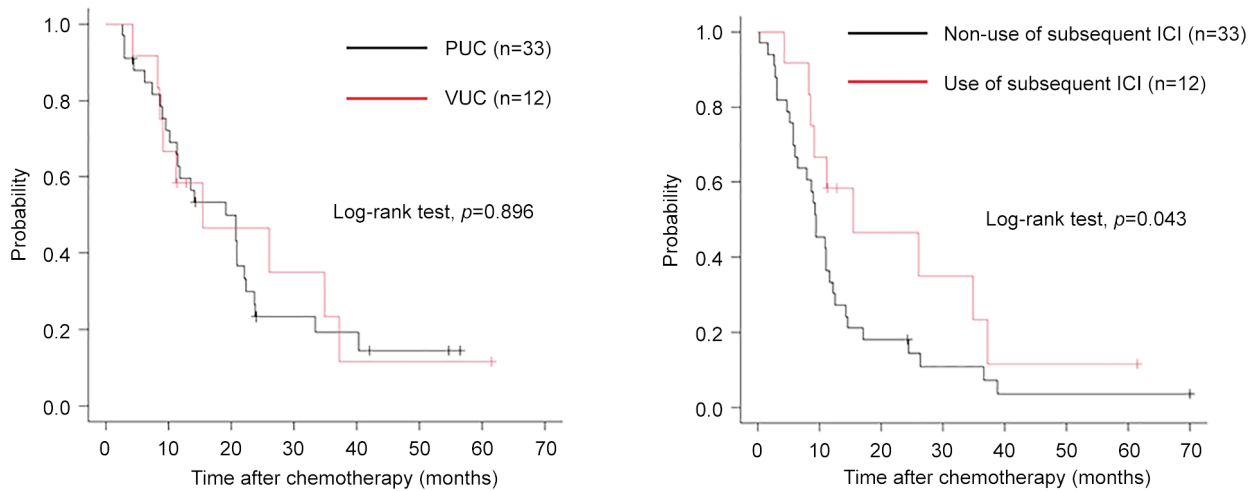 PUC (n=33)
VUC (n=12)
Log-rank test, p=0.896
Probability
1.0
0.8
0.6
0.4
0.2
0.0
0 10 20 30 40 50 60 70
Time after chemotherapy (months)
Non-use of subsequent ICI (n=33)
Use of subsequent ICI (n=12)
Log-rank test, p=0.043
Probability
1.0
0.8
0.6
0.4
0.2
0.0
0 10 20 30 40 50 60 70
Time after chemotherapy (months)